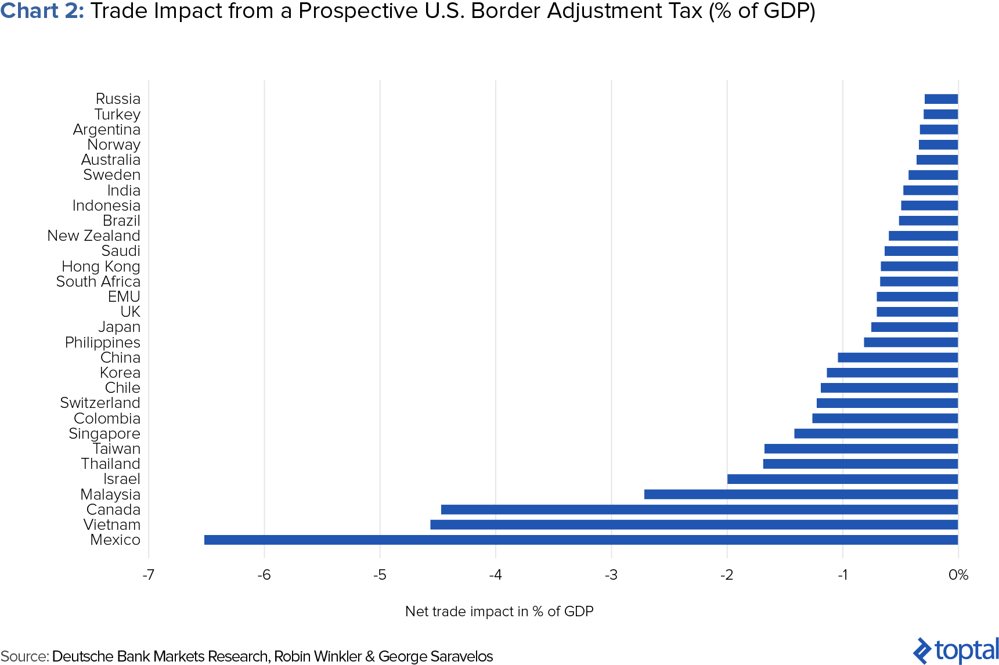 Chart 2: Trade Impact from a Prospective U.S. Border Adjustment Tax (% of GDP)
Russia
Turkey
Argentina
Norway
Australia
Sweden
India
Indonesia
Brazil
New Zealand
Saudi
Hong Kong
South Africa
EMU
UK
Japan
Philippines
China
Korea
Chile
Switzerland
Colombia
Singapore
Taiwan
Thailand
Israel
Malaysia
Canada
Vietnam
Mexico
-7 -6 -5 -4 -3 -2 -1 0%
Net trade impact in % of GDP
Source: Deutsche Bank Markets Research, Robin Winkler & George Saravelos
toptal